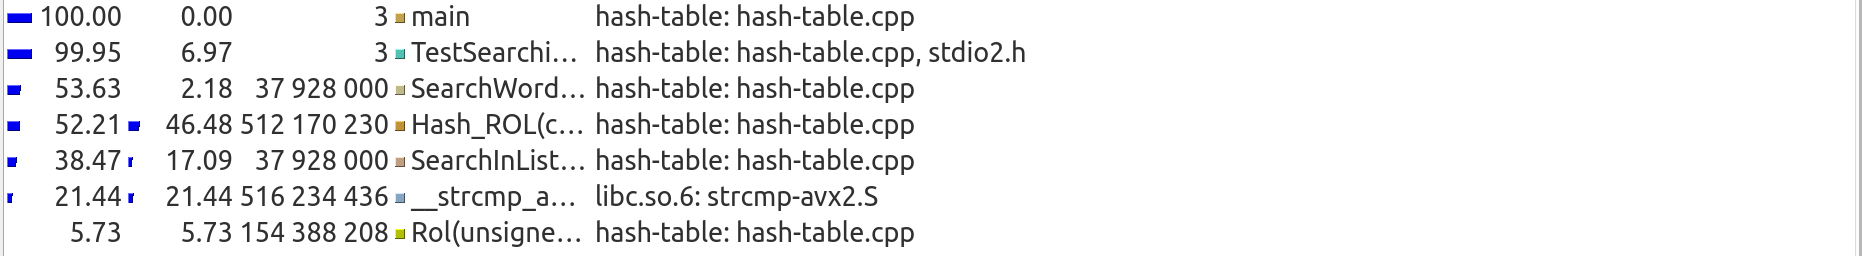 100.00 0.00 3 main hash-table: hash-table.cpp
99.95 6.97 3 TestSearchi... hash-table: hash-table.cpp, stdio2.h
53.63 2.18 37 928 000 SearchWord... hash-table: hash-table.cpp
52.21 46.48 512 170 230 Hash_ROL(c... hash-table: hash-table.cpp
38.47 17.09 37 928 000 SearchInList... hash-table: hash-table.cpp
21.44 21.44 516 234 436 __strcmp_a... libc.so.6: strcmp-avx2.S
5.73 5.73 154 388 208 Rol(unsigne... hash-table: hash-table.cpp